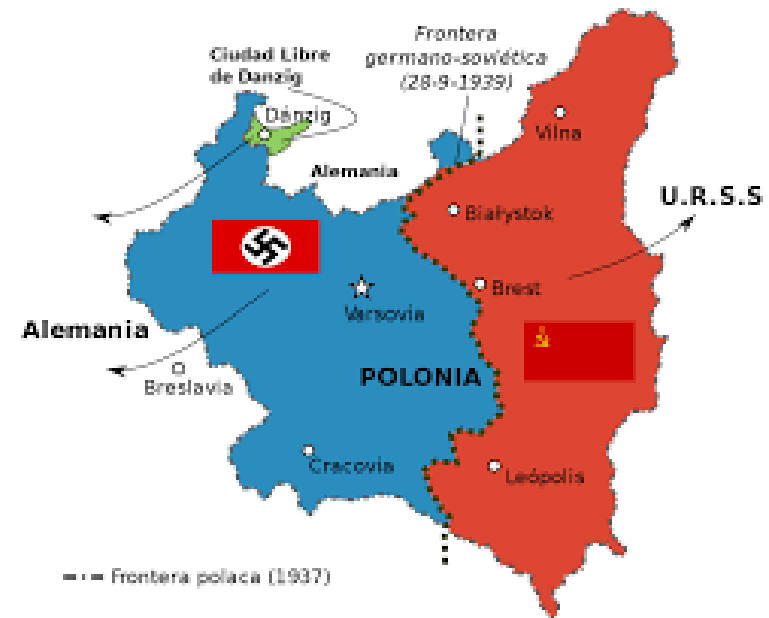 Ciudad Libre
de Danzig
Dánzig
Frontera
germano-soviética
(28-9-1939)
Vilna
Alemania
U.R.S.S
Białystok
Brest
Varsovia
Alemania
Breslavia
POLONIA
Cracovia
Leópolis
Frontera polaca (1937)